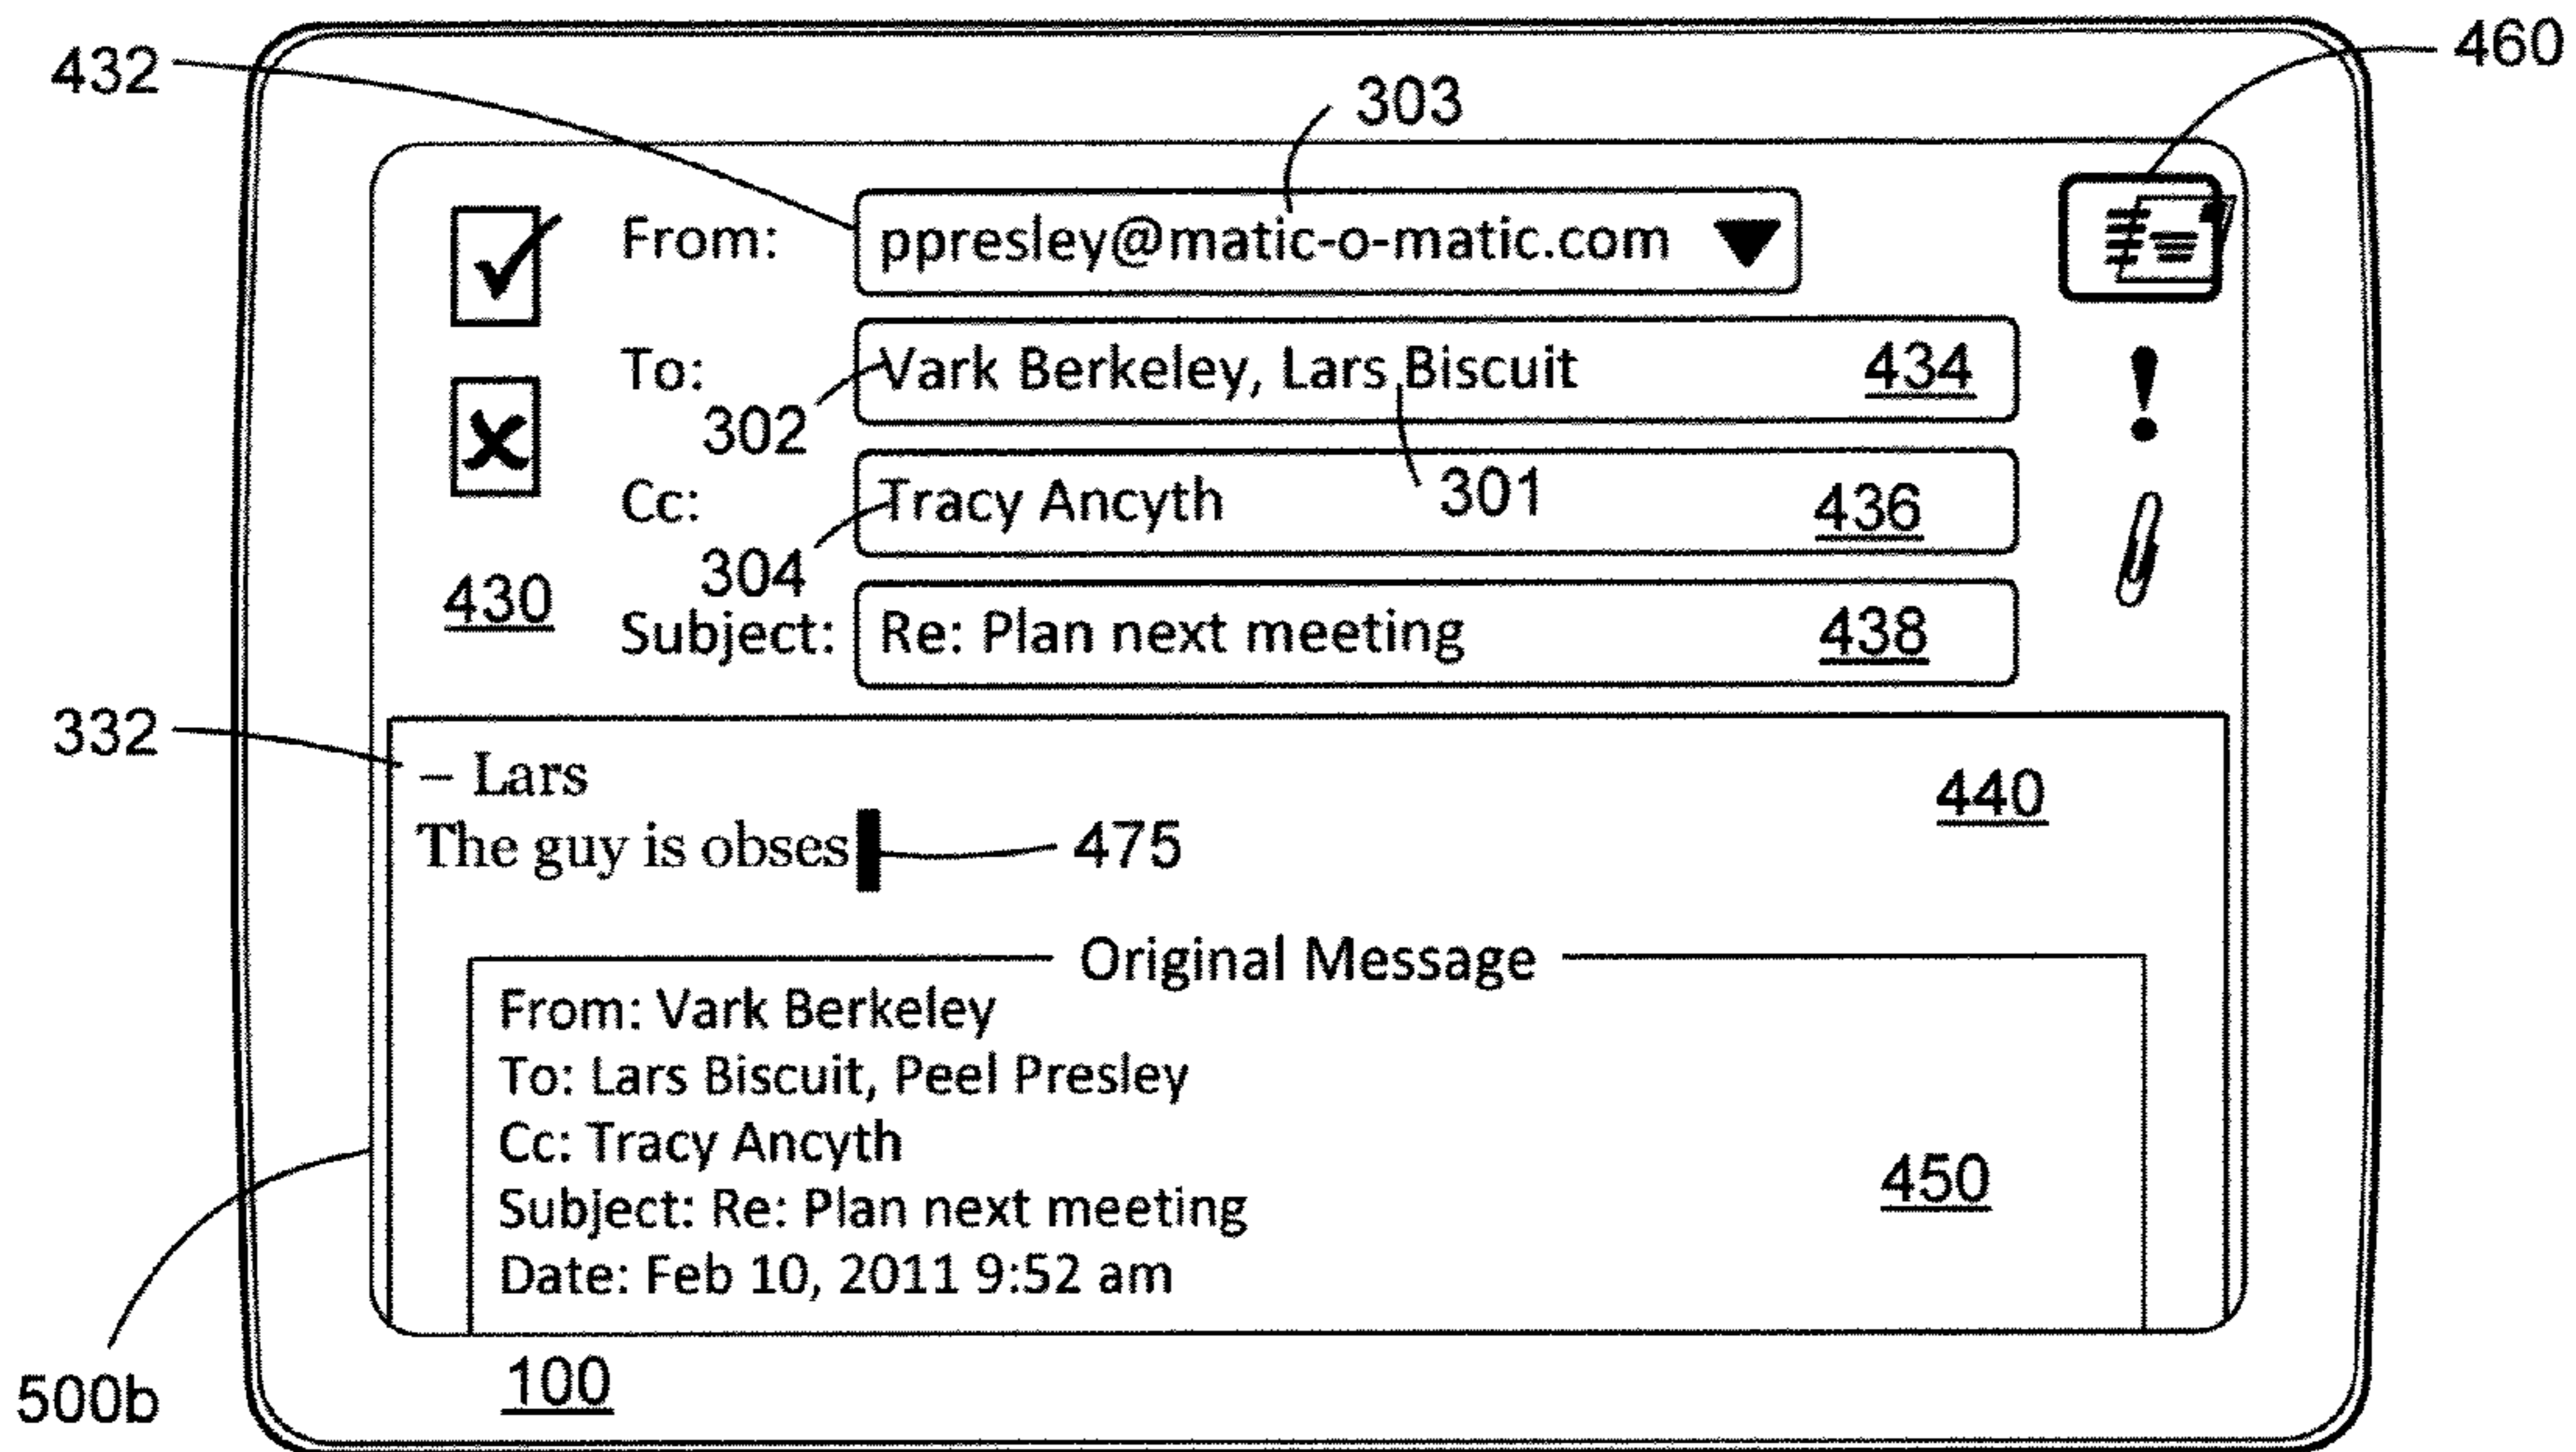 432
303
460
From: ppresley@matic-o-matic.com
To: Vark Berkeley, Lars Biscuit 434
302
Cc: Tracy Ancyth 301 436
304
430
Subject: Re: Plan next meeting 438
332
– Lars
440
The guy is obses 475
Original Message
From: Vark Berkeley
To: Lars Biscuit, Peel Presley
Cc: Tracy Ancyth
450
Subject: Re: Plan next meeting
Date: Feb 10, 2011 9:52 am
500b
100